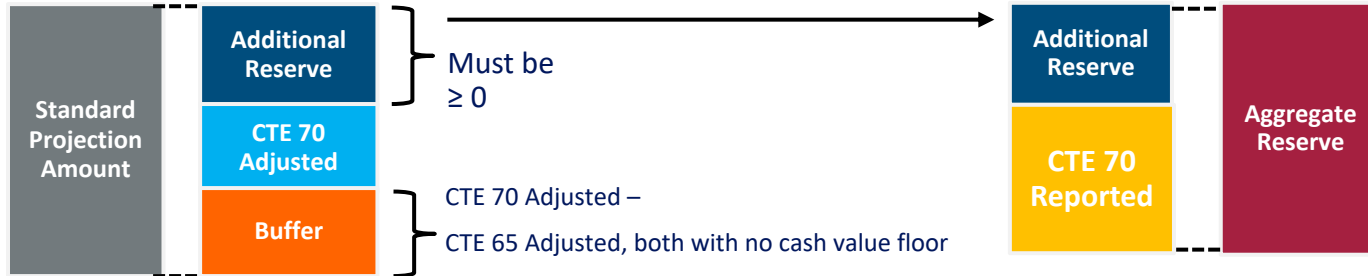 Standard
Projection
Amount
Additional
Reserve
CTE 70
Adjusted
Buffer
Must be
≥ 0
CTE 70 Adjusted –
CTE 65 Adjusted, both with no cash value floor
Additional
Reserve
CTE 70
Reported
Aggregate
Reserve